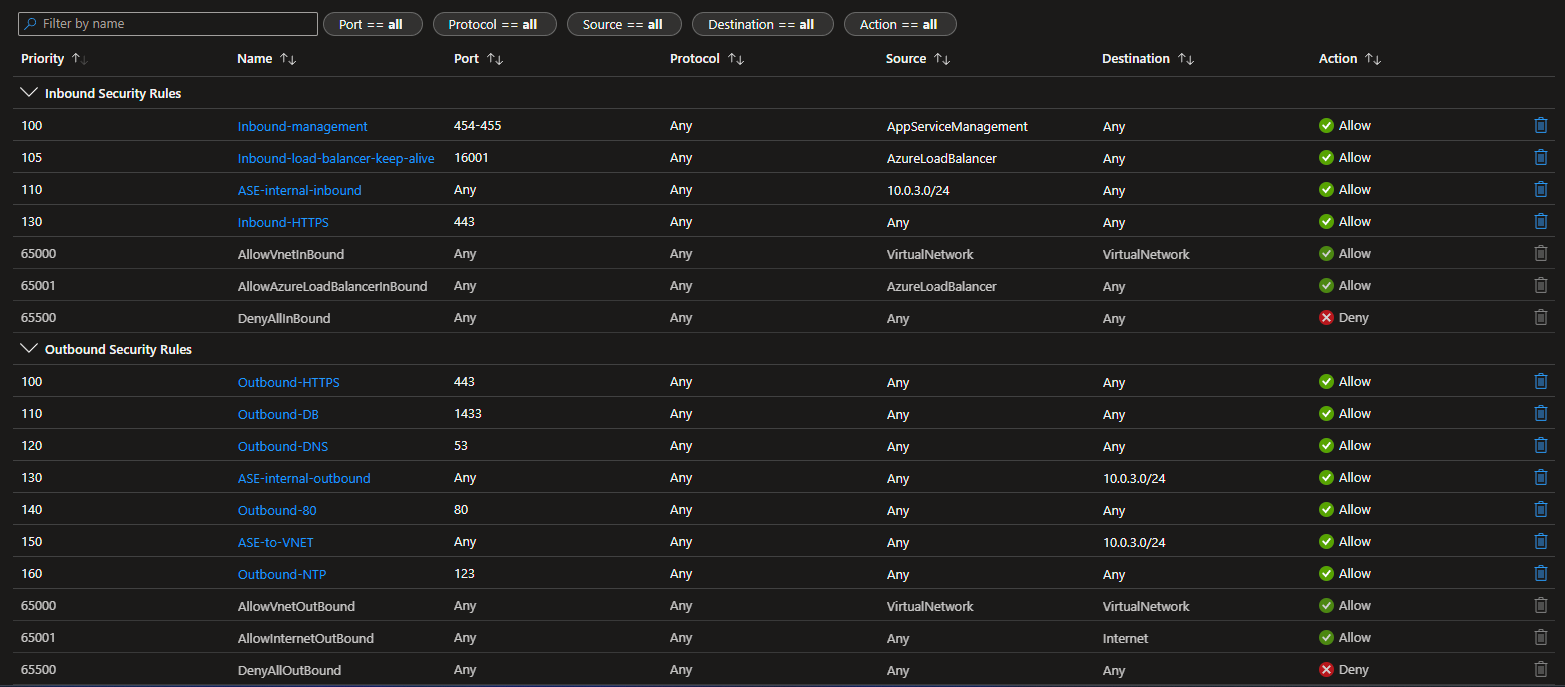 Filter by name Port == all Protocol == all Source == all Destination == all Action == all
Priority Name Port Protocol Source Destination Action
Inbound Security Rules
100 Inbound-management 454-455 Any AppServiceManagement Any Allow
105 Inbound-load-balancer-keep-alive 16001 Any AzureLoadBalancer Any Allow
110 ASE-internal-inbound Any Any 10.0.3.0/24 Any Allow
130 Inbound-HTTPS 443 Any Any Any Allow
65000 AllowVnetInBound Any Any VirtualNetwork VirtualNetwork Allow
65001 AllowAzureLoadBalancerInBound Any Any AzureLoadBalancer Any Allow
65500 DenyAllInBound Any Any Any Any Deny
Outbound Security Rules
100 Outbound-HTTPS 443 Any Any Any Allow
110 Outbound-DB 1433 Any Any Any Allow
120 Outbound-DNS 53 Any Any Any Allow
130 ASE-internal-outbound Any Any Any 10.0.3.0/24 Allow
140 Outbound-80 80 Any Any Any Allow
150 ASE-to-VNET Any Any Any 10.0.3.0/24 Allow
160 Outbound-NTP 123 Any Any Any Allow
65000 AllowVnetOutBound Any Any VirtualNetwork VirtualNetwork Allow
65001 AllowInternetOutBound Any Any Any Internet Allow
65500 DenyAllOutBound Any Any Any Any Deny